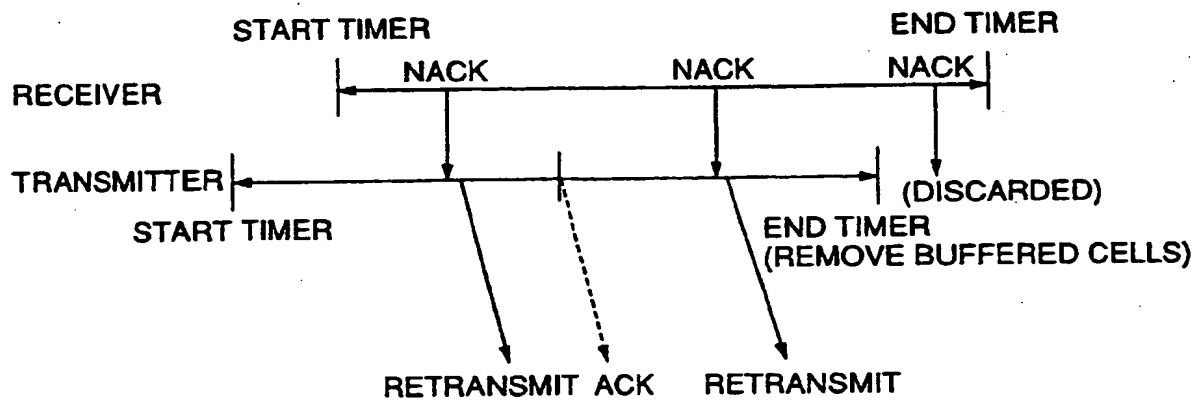 START TIMER
END TIMER
NACK NACK NACK
RECEIVER
TRANSMITTER
(DISCARDED)
START TIMER
END TIMER
(REMOVE BUFFERED CELLS)
RETRANSMIT ACK RETRANSMIT